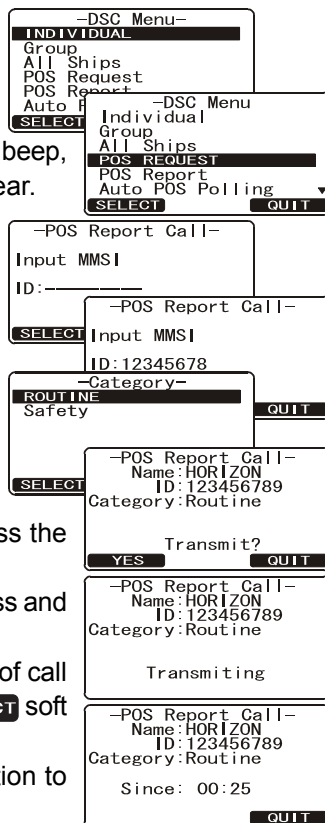 —DSC Menu—
INDIVIDUAL
Group
All Ships
POS Request
POS Report
Auto
SELECT
—DSC Menu
Individual
Group
All Ships
POS REQUEST
POS Report
Auto POS Polling ▼
SELECT QUIT
beep,
ear.
—POS Report Call—
Input MMSI
ID:—————————
SELECT
—POS Report Call—
Input MMSI
ID:12345678
QUIT
—Category—
ROUTINE
Safety
SELECT
—POS Report Call—
Name:HORIZON
ID:123456789
Category:Routine
Transmit?
YES QUIT
ss the
—POS Report Call—
Name:HORIZON
ID:123456789
Category:Routine
Transmiting
ss and
of call
CT soft
—POS Report Call—
Name:HORIZON
ID:123456789
Category:Routine
Since: 00:25
QUIT
tion to